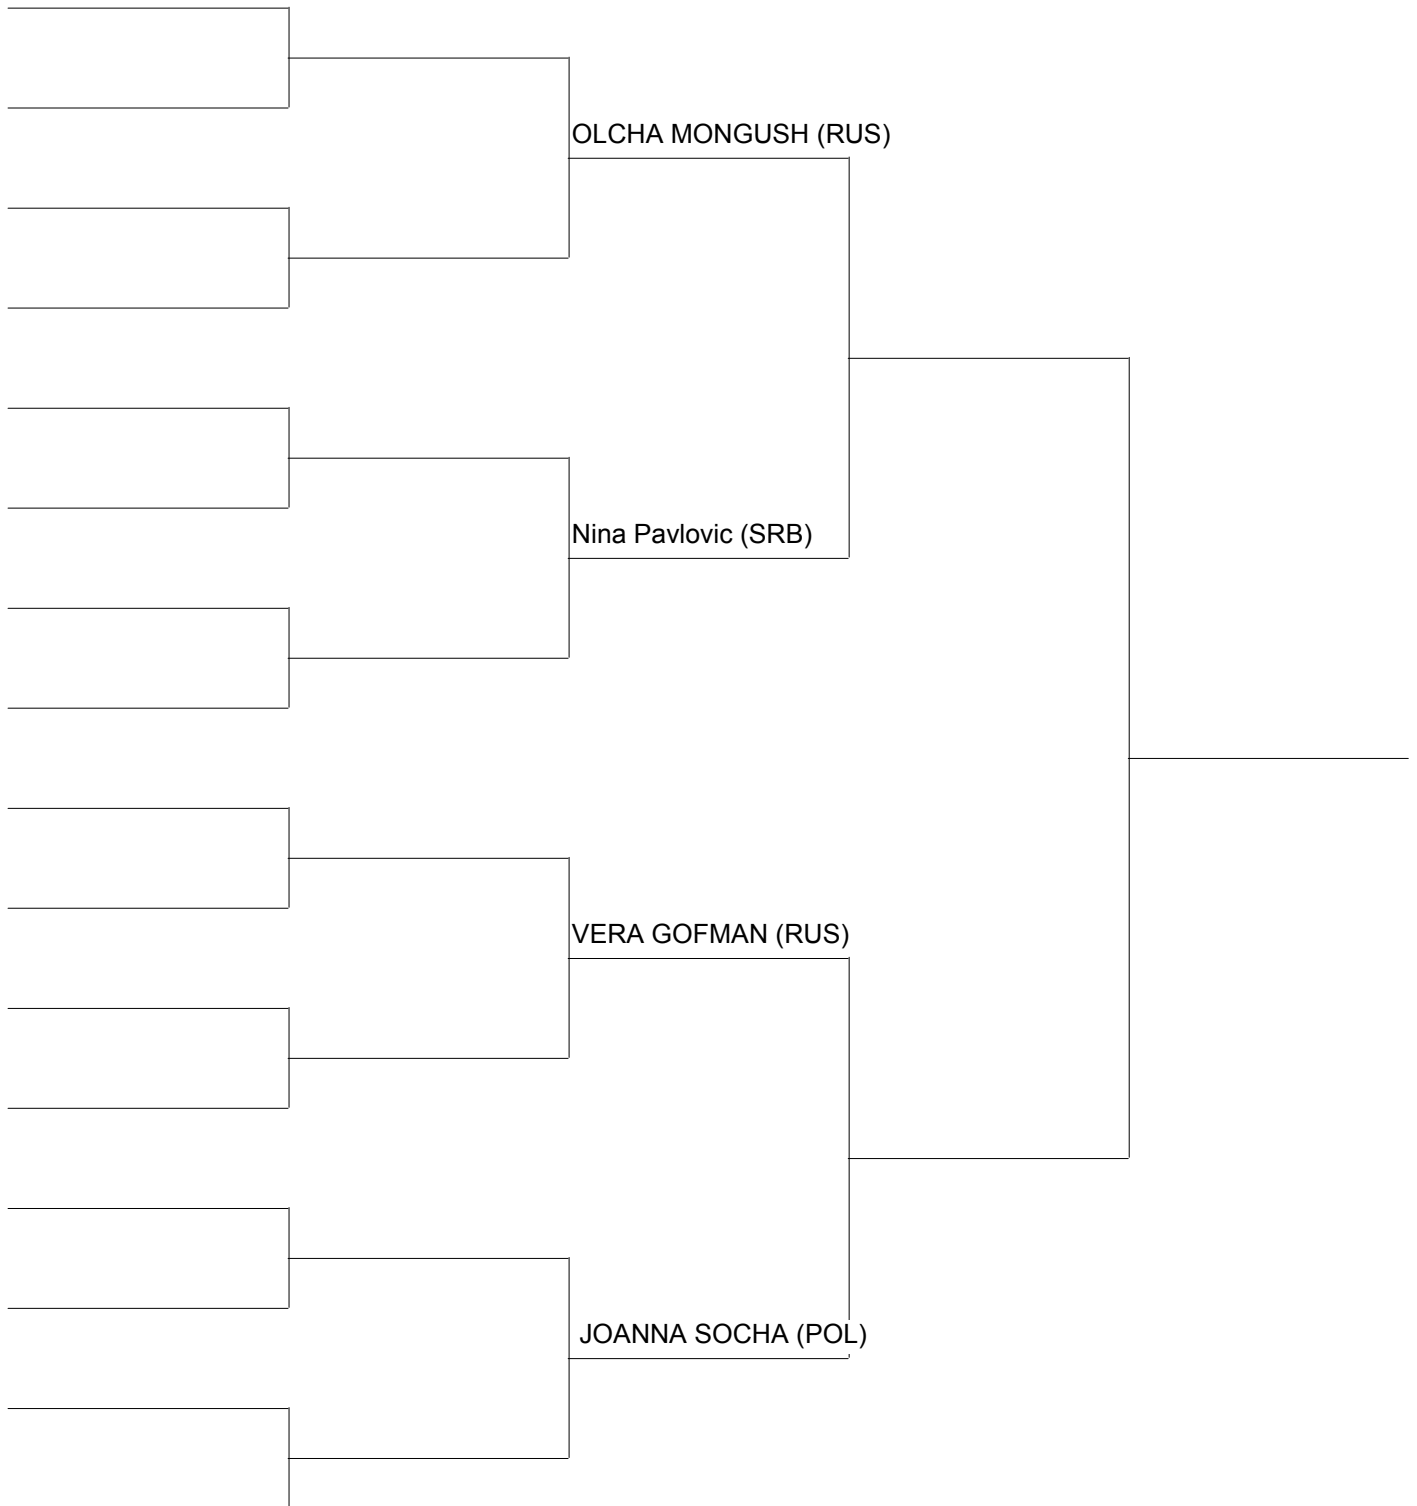 OLCHA MONGUSH (RUS)
Nina Pavlovic (SRB)
VERA GOFMAN (RUS)
JOANNA SOCHA (POL)